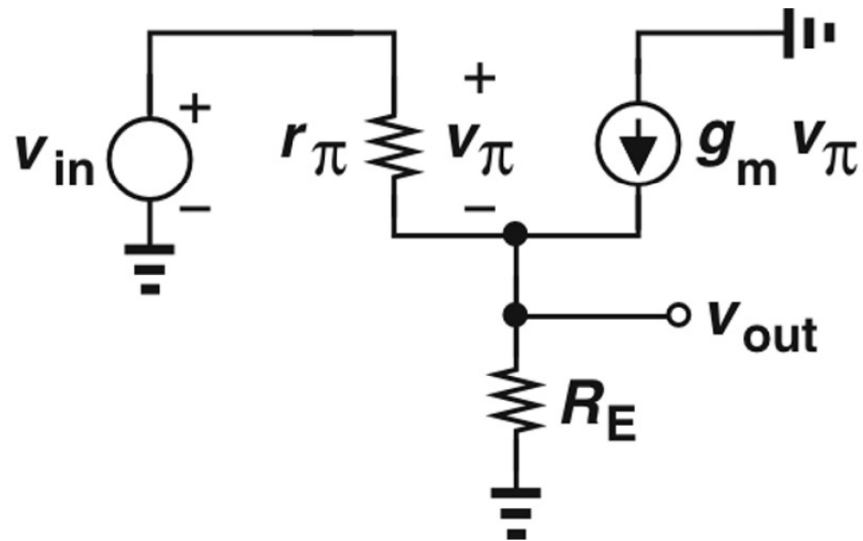 +
v_in
+
−
r_π
v_π
−
g_m v_π
v_out
R_E